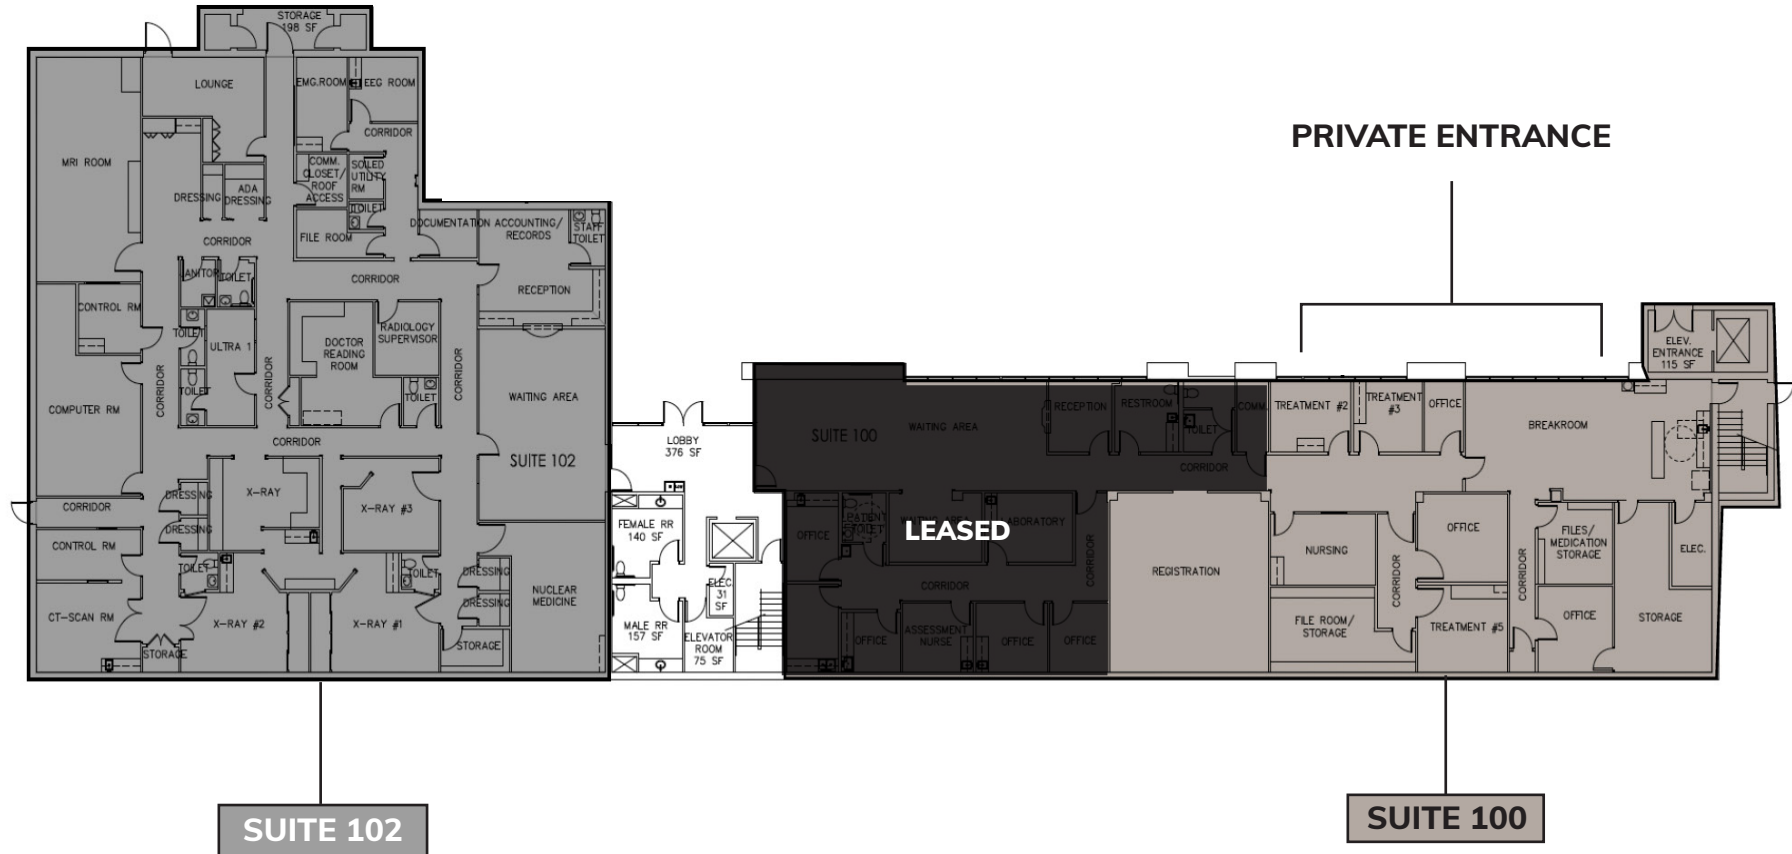 STORAGE
198 SF
LOUNGE
EMG.ROOM
EEG ROOM
CORRIDOR
MRI ROOM
COMM.
CLOSET/
ROOF
ACCESS
SOILED
UTILITY
RM
DRESSING
ADA
DRESSING
TOILET
FILE ROOM
DOCUMENTATION
ACCOUNTING/
RECORDS
STAFF
TOILET
CORRIDOR
CORRIDOR
JANITOR
TOILET
RECEPTION
CONTROL RM
TOILET
ULTRA 1
DOCTOR
READING
ROOM
RADIOLOGY
SUPERVISOR
TOILET
TOILET
CORRIDOR
CORRIDOR
CORRIDOR
COMPUTER RM
WAITING AREA
CORRIDOR
SUITE 102
DRESSING
X-RAY
X-RAY #3
CORRIDOR
DRESSING
CONTROL RM
TOILET
TOILET
DRESSING
DRESSING
NUCLEAR
MEDICINE
CT-SCAN RM
X-RAY #2
X-RAY #1
STORAGE
STORAGE
LOBBY
376 SF
FEMALE RR
140 SF
ELEC
31
SF
MALE RR
157 SF
ELEVATOR
ROOM
75 SF
PRIVATE ENTRANCE
ELEV.
ENTRANCE
115 SF
SUITE 100
WAITING AREA
RECEPTION
RESTROOM
TOILET
COMM.
TREATMENT #2
TREATMENT
#3
OFFICE
BREAKROOM
CORRIDOR
OFFICE
PATIENT
TOILET
WAITING AREA
LABORATORY
LEASED
CORRIDOR
CORRIDOR
OFFICE
ASSESSMENT
NURSE
OFFICE
OFFICE
REGISTRATION
NURSING
OFFICE
FILES/
MEDICATION
STORAGE
ELEC.
CORRIDOR
CORRIDOR
FILE ROOM/
STORAGE
TREATMENT #5
OFFICE
STORAGE
SUITE 102
SUITE 100